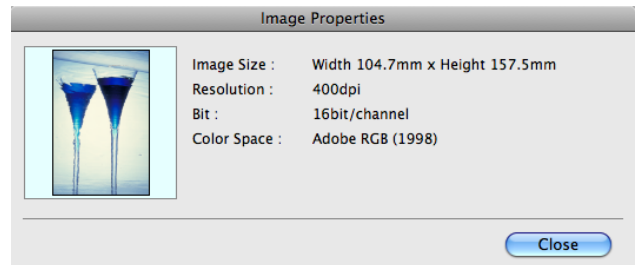 Image Properties
Image Size : Width 104.7mm x Height 157.5mm
Resolution : 400dpi
Bit : 16bit/channel
Color Space : Adobe RGB (1998)
Close